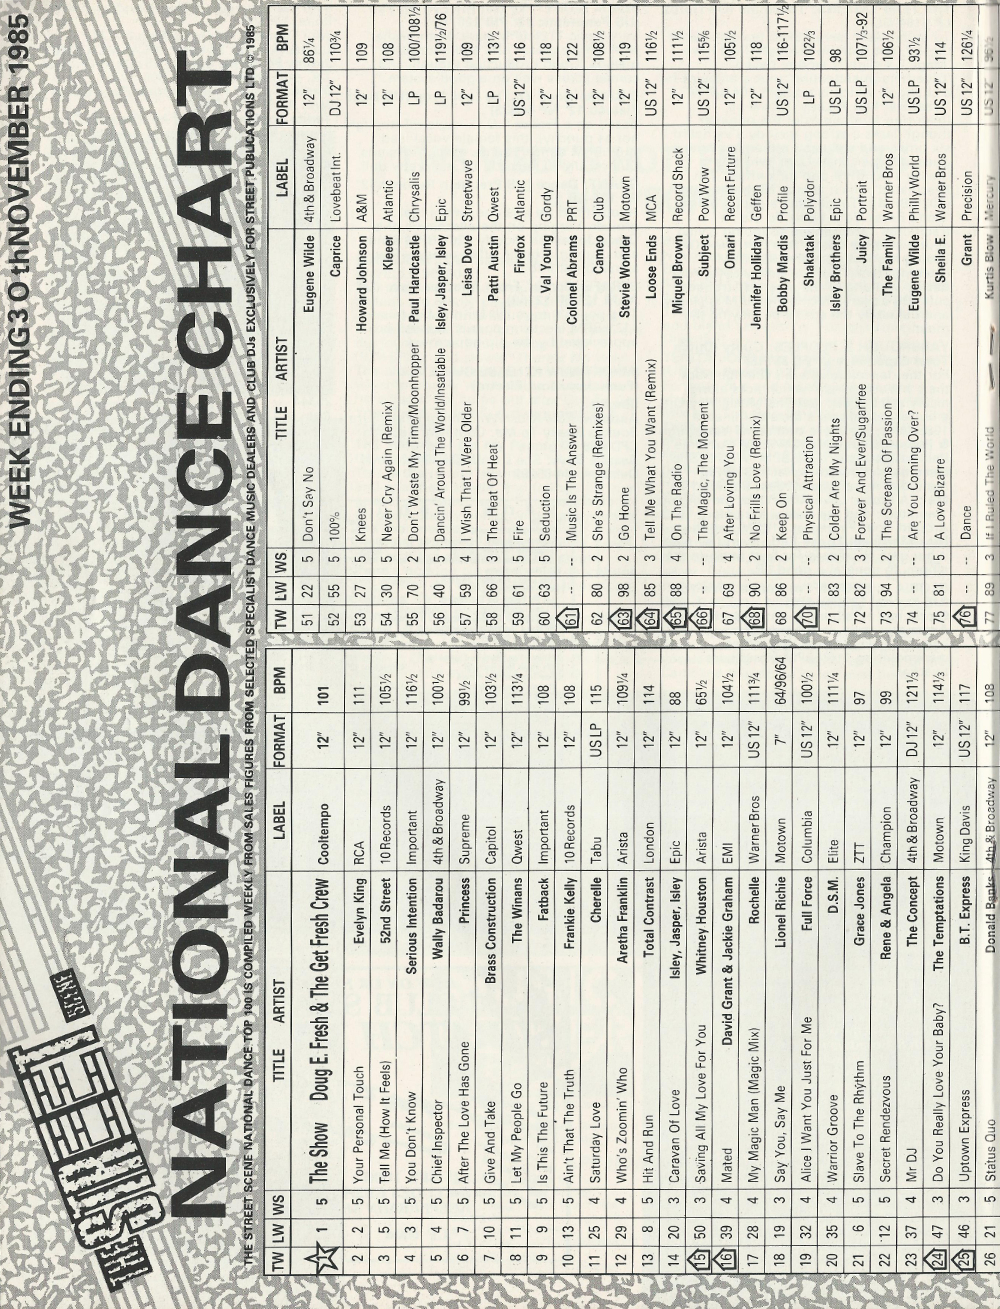 WEEK ENDING 30th NOVEMBER 1985
THE STREET SCENE
NATIONAL DANCE CHART
THE STREET SCENE NATIONAL DANCE TOP 100 IS COMPILED WEEKLY FROM SALES FIGURES FROM SELECTED SPECIALIST DANCE MUSIC DEALERS AND CLUB DJs EXCLUSIVELY FOR STREET PUBLICATIONS LTD © 1985
TW LW WS TITLE ARTIST LABEL FORMAT BPM
1 5 The Show Doug E. Fresh & The Get Fresh Crew Cooltempo 12" 101
2 2 5 Your Personal Touch Evelyn King RCA 12" 111
3 5 5 Tell Me (How It Feels) 52nd Street 10 Records 12" 105½
4 3 5 You Don't Know Serious Intention Important 12" 116½
5 4 5 Chief Inspector Wally Badarou 4th & Broadway 12" 100½
6 7 5 After The Love Has Gone Princess Supreme 12" 99½
7 10 5 Give And Take Brass Construction Capitol 12" 103½
8 11 5 Let My People Go The Winans Qwest 12" 113¼
9 9 5 Is This The Future Fatback Important 12" 108
10 13 5 Ain't That The Truth Frankie Kelly 10 Records 12" 108
11 25 4 Saturday Love Cherelle Tabu US LP 115
12 29 4 Who's Zoomin' Who Aretha Franklin Arista 12" 109¼
13 8 5 Hit And Run Total Contrast London 12" 114
14 20 3 Caravan Of Love Isley, Jasper, Isley Epic 12" 88
15 50 3 Saving All My Love For You Whitney Houston Arista 12" 65½
16 39 4 Mated David Grant & Jackie Graham EMI 12" 104½
17 28 4 My Magic Man (Magic Mix) Rochelle Warner Bros US 12" 111¾
18 19 3 Say You, Say Me Lionel Richie Motown 7" 64/96/64
19 32 4 Alice I Want You Just For Me Full Force Columbia US 12" 100½
20 35 4 Warrior Groove D.S.M. Elite 12" 111¼
21 6 5 Slave To The Rhythm Grace Jones ZTT 12" 97
22 12 5 Secret Rendezvous Rene & Angela Champion 12" 99
23 37 4 Mr DJ The Concept 4th & Broadway DJ 12" 121⅓
24 47 3 Do You Really Love Your Baby? The Temptations Motown 12" 114⅓
25 46 3 Uptown Express B.T. Express King Davis US 12" 117
26 21 5 Status Quo Donald Banks 4th & Broadway 12" 108
TW LW WS TITLE ARTIST LABEL FORMAT BPM
51 22 5 Don't Say No Eugene Wilde 4th & Broadway 12" 86¼
52 55 5 100% Caprice Lovebeat Int. DJ 12" 110¾
53 27 5 Knees Howard Johnson A&M 12" 109
54 30 5 Never Cry Again (Remix) Kleeer Atlantic 12" 108
55 70 2 Don't Waste My Time/Moonhopper Paul Hardcastle Chrysalis LP 100/108½
56 40 5 Dancin' Around The World/Insatiable Isley, Jasper, Isley Epic LP 119½/76
57 59 4 I Wish That I Were Older Leisa Dove Streetwave 12" 109
58 66 3 The Heat Of Heat Patti Austin Qwest LP 113½
59 61 5 Fire Firefox Atlantic US 12" 116
60 63 5 Seduction Val Young Gordy 12" 118
61 -- -- Music Is The Answer Colonel Abrams PRT 12" 122
62 80 2 She's Strange (Remixes) Cameo Club 12" 108½
63 98 2 Go Home Stevie Wonder Motown 12" 119
64 85 3 Tell Me What You Want (Remix) Loose Ends MCA US 12" 116½
65 88 4 On The Radio Miquel Brown Record Shack 12" 111½
66 -- -- The Magic, The Moment Subject Pow Wow US 12" 115⅝
67 69 4 After Loving You Omari Recent Future 12" 105½
68 90 2 No Frills Love (Remix) Jennifer Holliday Geffen 12" 118
68 86 2 Keep On Bobby Mardis Profile US 12" 116-117½
70 -- -- Physical Attraction Shakatak Polydor LP 102⅔
71 83 2 Colder Are My Nights Isley Brothers Epic US LP 98
72 82 3 Forever And Ever/Sugarfree Juicy Portrait US LP 107⅓-92
73 94 2 The Screams Of Passion The Family Warner Bros 12" 106½
74 -- -- Are You Coming Over? Eugene Wilde Philly World US LP 93½
75 81 5 A Love Bizarre Sheila E. Warner Bros US 12" 114
76 -- -- Dance Grant Precision US 12" 126¼
77 89 3 If I Ruled The World Kurtis Blow Mercury US 12"